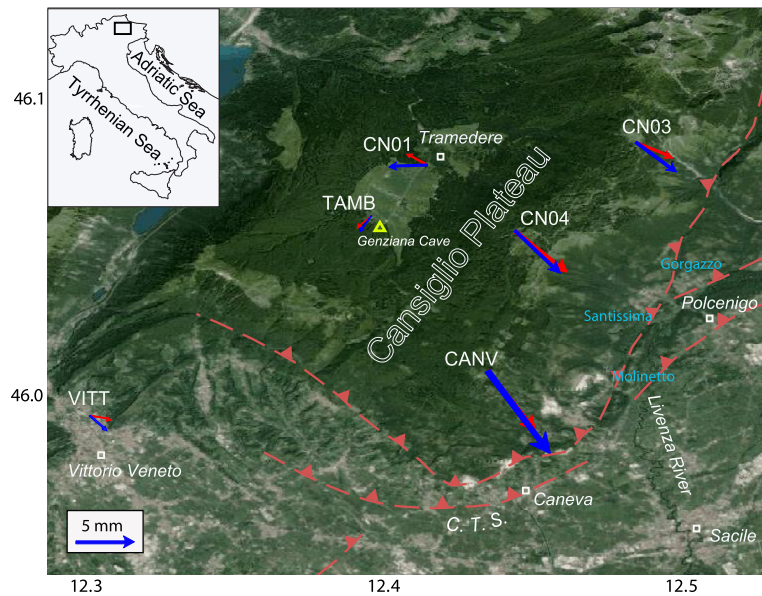 Adriatic Sea
Tyrrhenian Sea
46.1
CN03
CN01
Tramedere
TAMB
Genziana Cave
CN04
Cansiglio Plateau
Gorgazzo
Polcenigo
Santissima
CANV
Molinetto
46.0
VITT
Livenza River
Vittorio Veneto
Caneva
C. T. S.
5 mm
Sacile
12.3
12.4
12.5